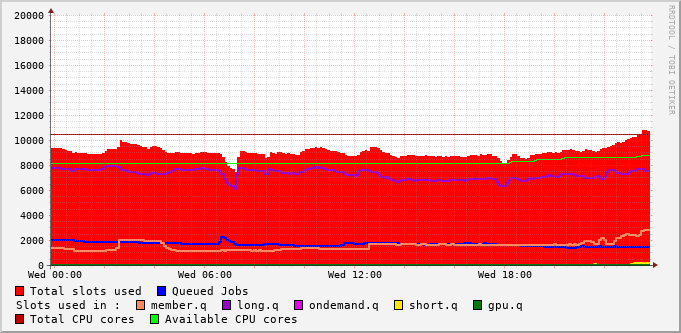 20000
18000
16000
14000
12000
10000
8000
6000
4000
2000
0
Wed 00:00 Wed 06:00 Wed 12:00 Wed 18:00
Total slots used Queued Jobs
Slots used in : member.q long.q ondemand.q short.q gpu.q
Total CPU cores Available CPU cores
RRDTOOL / TOBI OETIKER